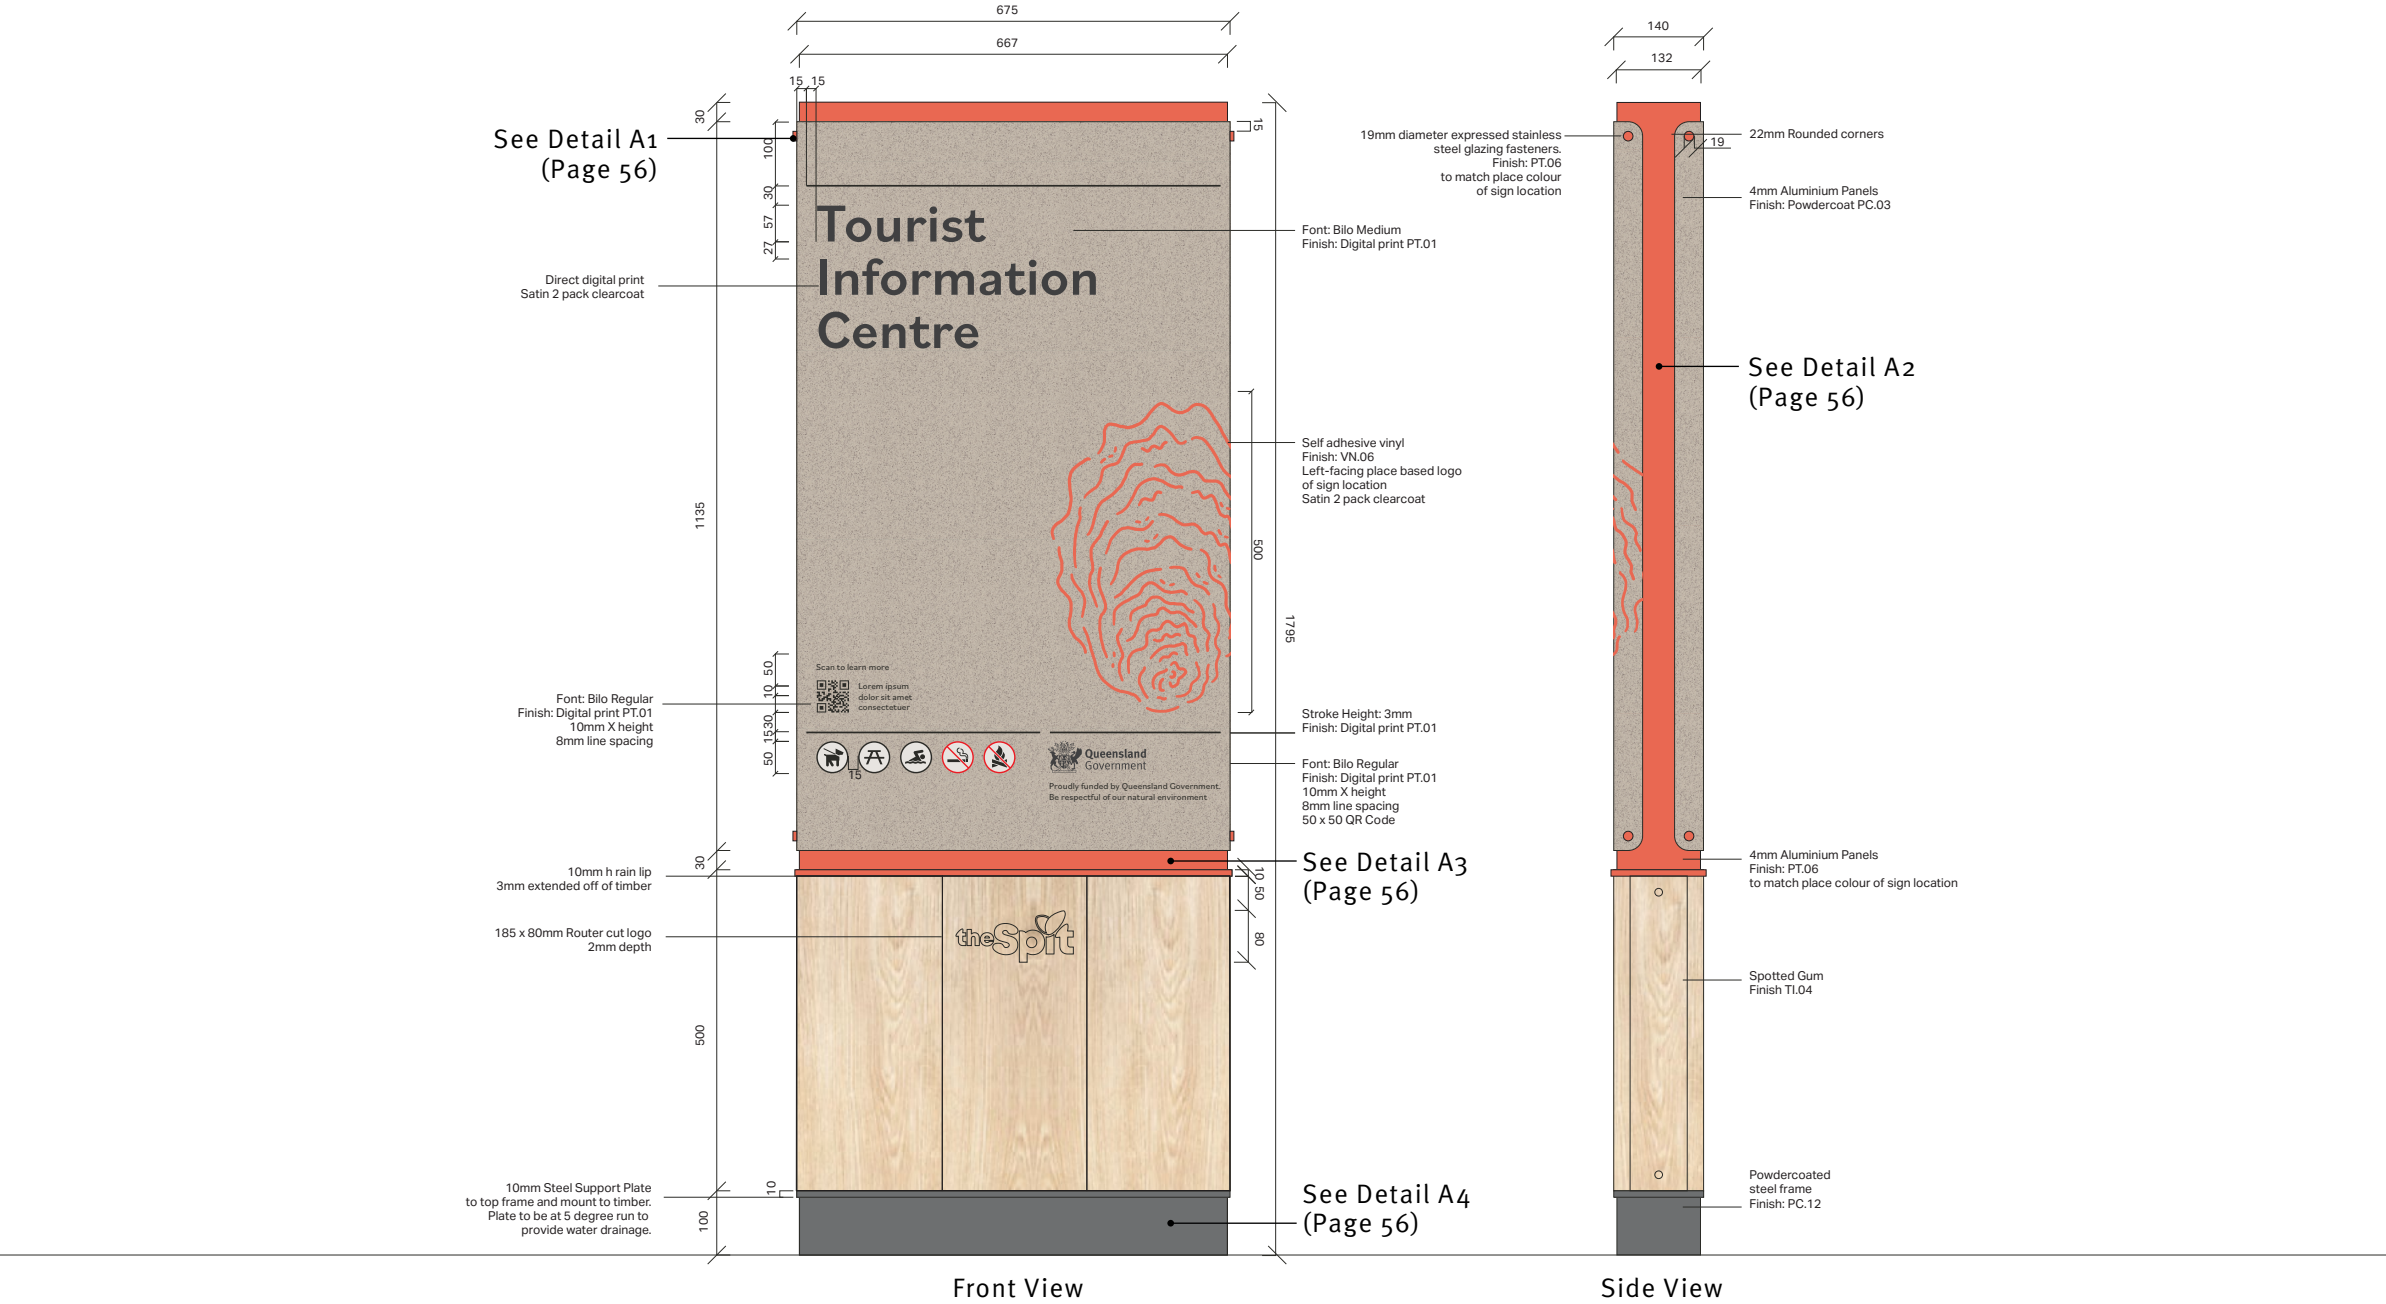 675
667
15 15
30
100
30
57
27
15
See Detail A1
(Page 56)
Tourist
Information
Centre
Direct digital print
Satin 2 pack clearcoat
Font: Bilo Medium
Finish: Digital print PT.01
1135
1795
500
Self adhesive vinyl
Finish: VN.06
Left-facing place based logo
of sign location
Satin 2 pack clearcoat
50
10
30
15
50
Scan to learn more
Lorem ipsum
dolor sit amet
consectetuer
Font: Bilo Regular
Finish: Digital print PT.01
10mm X height
8mm line spacing
Stroke Height: 3mm
Finish: Digital print PT.01
15
Queensland
Government
Proudly funded by Queensland Government.
Be respectful of our natural environment
Font: Bilo Regular
Finish: Digital print PT.01
10mm X height
8mm line spacing
50 x 50 QR Code
30
10mm h rain lip
3mm extended off of timber
See Detail A3
(Page 56)
10
50
80
185 x 80mm Router cut logo
2mm depth
the Spit
500
10mm Steel Support Plate
to top frame and mount to timber.
Plate to be at 5 degree run to
provide water drainage.
10
100
See Detail A4
(Page 56)
Front View
140
132
19mm diameter expressed stainless
steel glazing fasteners.
Finish: PT.06
to match place colour
of sign location
22mm Rounded corners
19
4mm Aluminium Panels
Finish: Powdercoat PC.03
See Detail A2
(Page 56)
4mm Aluminium Panels
Finish: PT.06
to match place colour of sign location
Spotted Gum
Finish TI.04
Powdercoated
steel frame
Finish: PC.12
Side View